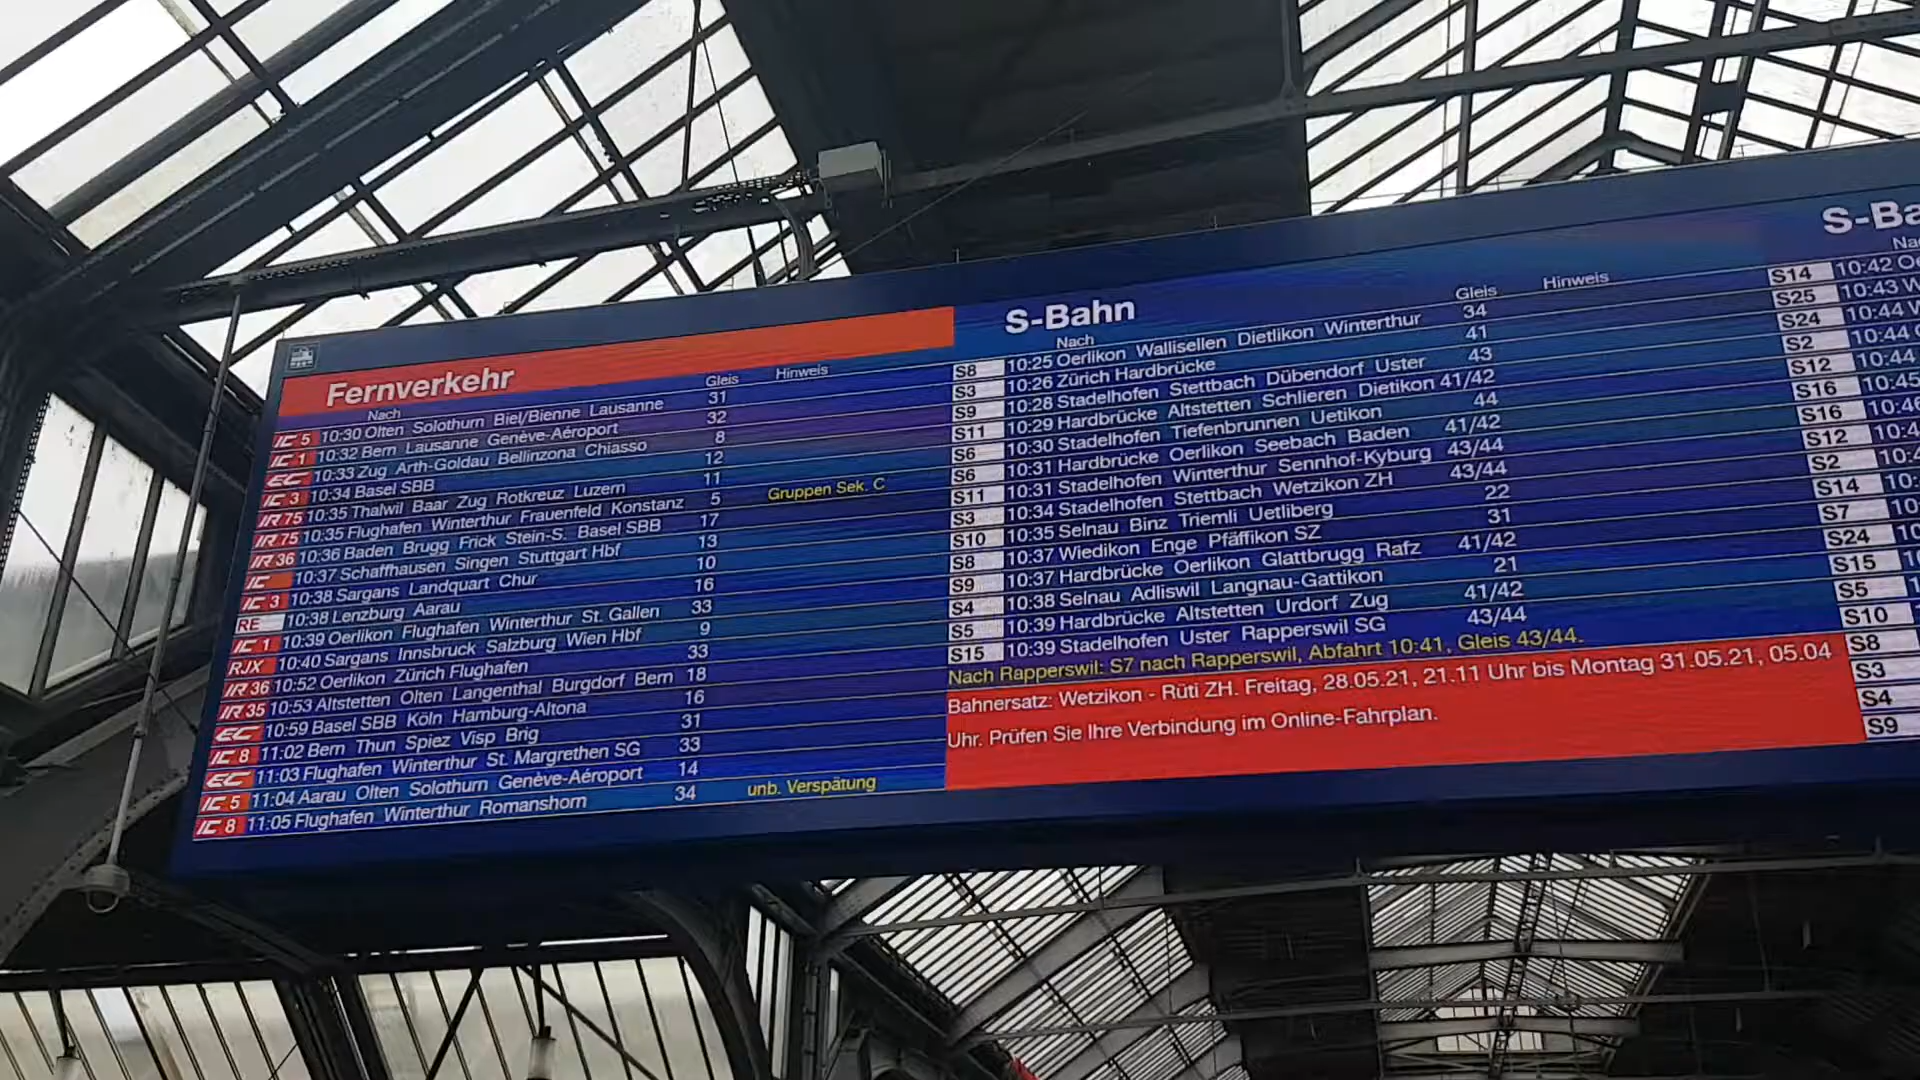 Fernverkehr
Nach Gleis Hinweis
IC 5 10:30 Olten Solothurn Biel/Bienne Lausanne 31
IC 1 10:32 Bern Lausanne Genève-Aéroport 32
EC 10:33 Zug Arth-Goldau Bellinzona Chiasso 8
IC 3 10:34 Basel SBB 12
IR 75 10:35 Thalwil Baar Zug Rotkreuz Luzern 11
IR 75 10:35 Flughafen Winterthur Frauenfeld Konstanz 5 Gruppen Sek. C
IR 36 10:36 Baden Brugg Frick Stein-S. Basel SBB 17
IC 10:37 Schaffhausen Singen Stuttgart Hbf 13
IC 3 10:38 Sargans Landquart Chur 10
RE 10:38 Lenzburg Aarau 16
IC 1 10:39 Oerlikon Flughafen Winterthur St. Gallen 33
RJX 10:40 Sargans Innsbruck Salzburg Wien Hbf 9
IR 36 10:52 Oerlikon Zürich Flughafen 33
IR 35 10:53 Altstetten Olten Langenthal Burgdorf Bern 18
EC 10:59 Basel SBB Köln Hamburg-Altona 16
IC 8 11:02 Bern Thun Spiez Visp Brig 31
EC 11:03 Flughafen Winterthur St. Margrethen SG 33
IC 5 11:04 Aarau Olten Solothurn Genève-Aéroport 14
IC 8 11:05 Flughafen Winterthur Romanshorn 34 unb. Verspätung
S-Bahn
Nach Gleis Hinweis
S8 10:25 Oerlikon Wallisellen Dietlikon Winterthur 34
S3 10:26 Zürich Hardbrücke 41
S9 10:28 Stadelhofen Stettbach Dübendorf Uster 43
S11 10:29 Hardbrücke Altstetten Schlieren Dietikon 41/42
S6 10:30 Stadelhofen Tiefenbrunnen Uetikon 44
S6 10:31 Hardbrücke Oerlikon Seebach Baden 41/42
S11 10:31 Stadelhofen Winterthur Sennhof-Kyburg 43/44
S3 10:34 Stadelhofen Stettbach Wetzikon ZH 43/44
S10 10:35 Selnau Binz Triemli Uetliberg 22
S8 10:37 Wiedikon Enge Pfäffikon SZ 31
S9 10:37 Hardbrücke Oerlikon Glattbrugg Rafz 41/42
S4 10:38 Selnau Adliswil Langnau-Gattikon 21
S5 10:39 Hardbrücke Altstetten Urdorf Zug 41/42
S15 10:39 Stadelhofen Uster Rapperswil SG 43/44
Nach Rapperswil: S7 nach Rapperswil, Abfahrt 10:41, Gleis 43/44.
Bahnersatz: Wetzikon - Rüti ZH. Freitag, 28.05.21, 21.11 Uhr bis Montag 31.05.21, 05.04
Uhr. Prüfen Sie Ihre Verbindung im Online-Fahrplan.
S-Ba
Na
S14 10:42 Oe
S25 10:43 W
S24 10:44 W
S2 10:44
S12 10:44
S16 10:45
S16 10:46
S12 10:4
S2 10:4
S14 10:
S7 10
S24 10
S15 10
S5 1
S10 1
S8
S3
S4
S9